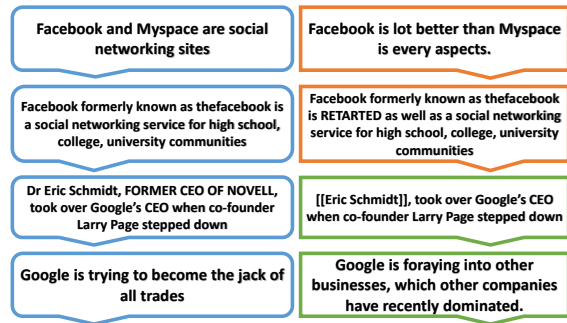 Facebook and Myspace are social
networking sites
Facebook is lot better than Myspace
is every aspects.
Facebook formerly known as thefacebook is
a social networking service for high school,
college, university communities
Facebook formerly known as thefacebook
is RETARTED as well as a social networking
service for high school, college, university
communities
Dr Eric Schmidt, FORMER CEO OF NOVELL,
took over Google's CEO when co-founder
Larry Page stepped down
[[Eric Schmidt]], took over Google's CEO
when co-founder Larry Page stepped down
Google is trying to become the jack of
all trades
Google is foraying into other
businesses, which other companies
have recently dominated.